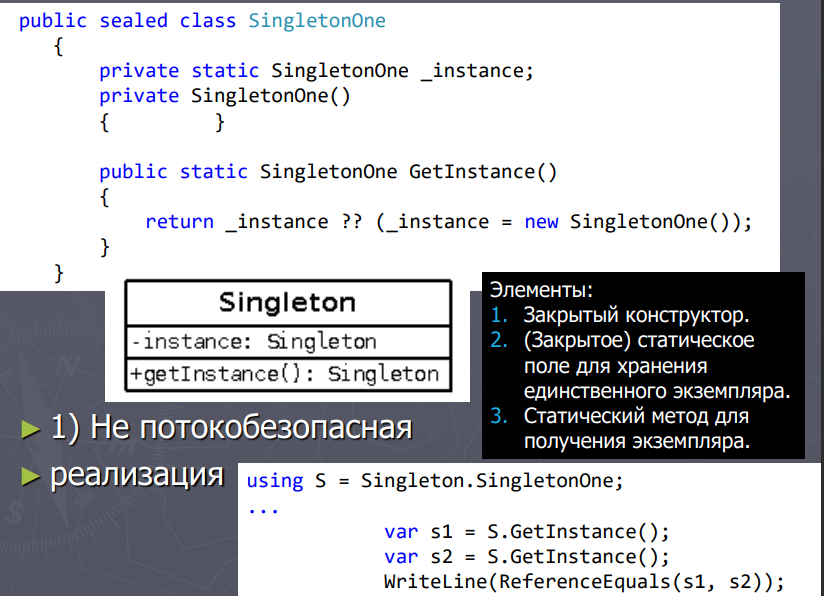 public sealed class SingletonOne
{
private static SingletonOne _instance;
private SingletonOne()
{ }
public static SingletonOne GetInstance()
{
return _instance ?? (_instance = new SingletonOne());
}
}
Singleton
-instance: Singleton
+getInstance(): Singleton
Элементы:
1. Закрытый конструктор.
2. (Закрытое) статическое
поле для хранения
единственного экземпляра.
3. Статический метод для
получения экземпляра.
► 1) Не потокобезопасная
► реализация
using S = Singleton.SingletonOne;
...
var s1 = S.GetInstance();
var s2 = S.GetInstance();
WriteLine(ReferenceEquals(s1, s2));